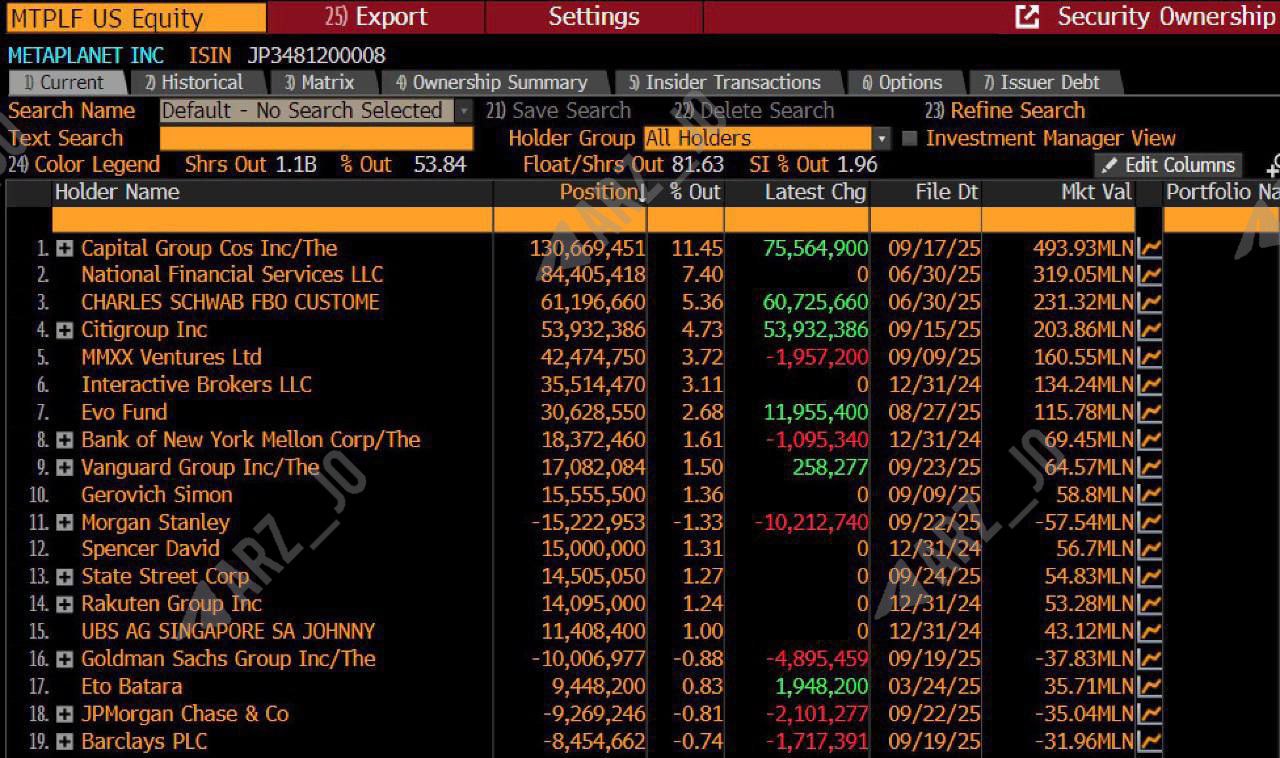 MTPLF US Equity 25) Export Settings Security Ownership
METAPLANET INC ISIN JP3481200008
1) Current 2) Historical 3) Matrix 4) Ownership Summary 5) Insider Transactions 6) Options 7) Issuer Debt
Search Name Default - No Search Selected 21) Save Search 22) Delete Search 23) Refine Search
Text Search Holder Group All Holders Investment Manager View
24) Color Legend Shrs Out 1.1B % Out 53.84 Float/Shrs Out 81.63 SI % Out 1.96 Edit Columns
Holder Name Position↓ % Out Latest Chg File Dt Mkt Val Portfolio Na
1. Capital Group Cos Inc/The 130,669,451 11.45 75,564,900 09/17/25 493.93MLN
2. National Financial Services LLC 84,405,418 7.40 0 06/30/25 319.05MLN
3. CHARLES SCHWAB FBO CUSTOME 61,196,660 5.36 60,725,660 06/30/25 231.32MLN
4. Citigroup Inc 53,932,386 4.73 53,932,386 09/15/25 203.86MLN
5. MMXX Ventures Ltd 42,474,750 3.72 -1,957,200 09/09/25 160.55MLN
6. Interactive Brokers LLC 35,514,470 3.11 0 12/31/24 134.24MLN
7. Evo Fund 30,628,550 2.68 11,955,400 08/27/25 115.78MLN
8. Bank of New York Mellon Corp/The 18,372,460 1.61 -1,095,340 12/31/24 69.45MLN
9. Vanguard Group Inc/The 17,082,084 1.50 258,277 09/23/25 64.57MLN
10. Gerovich Simon 15,555,500 1.36 0 09/09/25 58.8MLN
11. Morgan Stanley -15,222,953 -1.33 -10,212,740 09/22/25 -57.54MLN
12. Spencer David 15,000,000 1.31 0 12/31/24 56.7MLN
13. State Street Corp 14,505,050 1.27 0 09/24/25 54.83MLN
14. Rakuten Group Inc 14,095,000 1.24 0 12/31/24 53.28MLN
15. UBS AG SINGAPORE SA JOHNNY 11,408,400 1.00 0 12/31/24 43.12MLN
16. Goldman Sachs Group Inc/The -10,006,977 -0.88 -4,895,459 09/19/25 -37.83MLN
17. Eto Batara 9,448,200 0.83 1,948,200 03/24/25 35.71MLN
18. JPMorgan Chase & Co -9,269,246 -0.81 -2,101,277 09/22/25 -35.04MLN
19. Barclays PLC -8,454,662 -0.74 -1,717,391 09/19/25 -31.96MLN
ARZ_JO
ARZ_JO
ARZ_JO